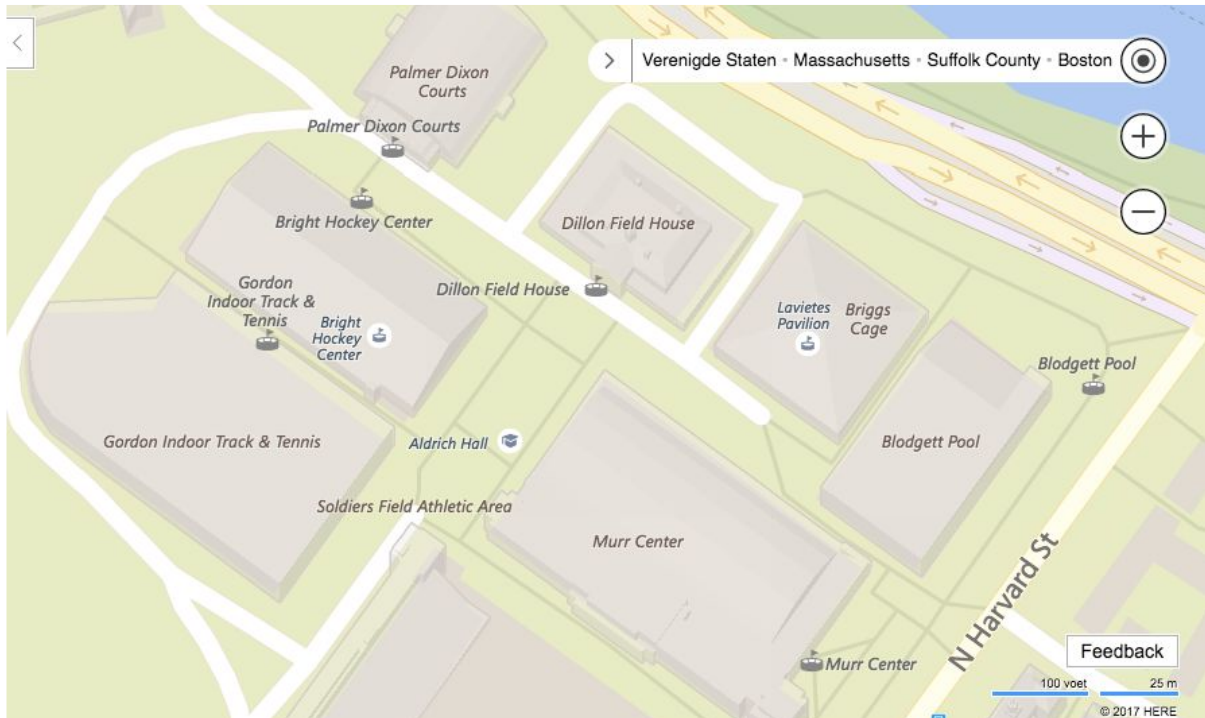 Verenigde Staten • Massachusetts • Suffolk County • Boston
Palmer Dixon
Courts
Palmer Dixon Courts
Bright Hockey Center
Dillon Field House
Dillon Field House
Gordon
Indoor Track &
Tennis
Bright
Hockey
Center
Lavietes
Pavilion
Briggs
Cage
Blodgett Pool
Blodgett Pool
Gordon Indoor Track & Tennis
Aldrich Hall
Soldiers Field Athletic Area
Murr Center
N Harvard St
Murr Center
Feedback
100 voet
25 m
© 2017 HERE